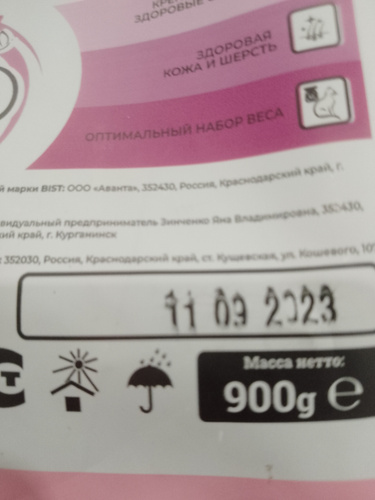 ЗДОРОВЫЕ
ЗДОРОВАЯ
КОЖА И ШЕРСТЬ
ОПТИМАЛЬНЫЙ НАБОР ВЕСА
й марки BIST: ООО «Аванта», 352430, Россия, Краснодарский край, г.
видуальный предприниматель Зинченко Яна Владимировна, 352430,
кий край, г. Курганинск
: 352030, Россия, Краснодарский край, ст. Кущевская, ул. Кошевого, 107
11 09 2023
Масса нетто:
900g e